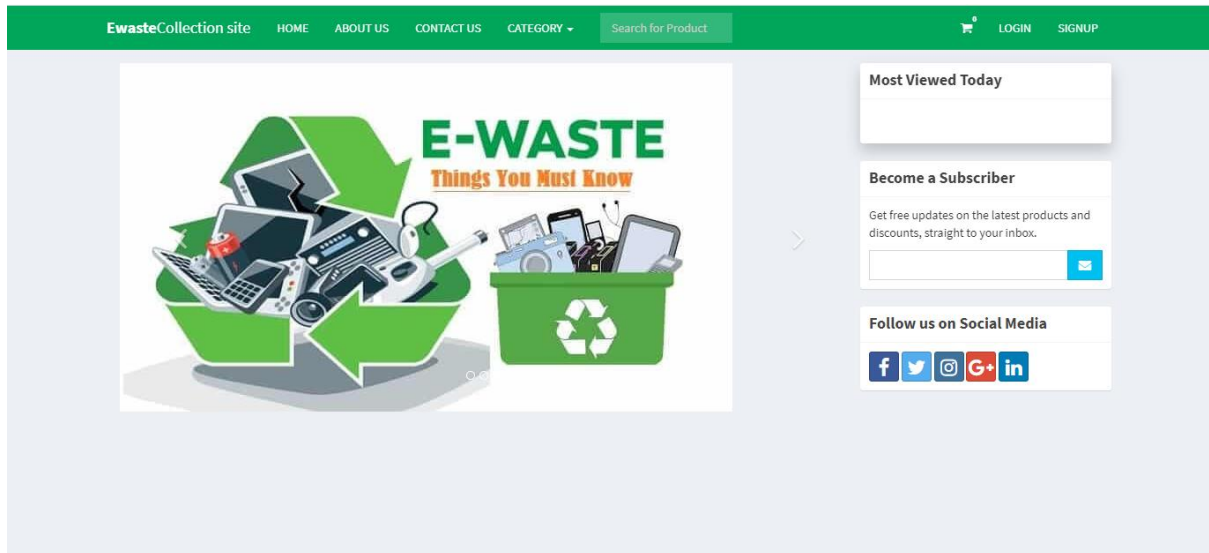 EwasteCollection site HOME ABOUT US CONTACT US CATEGORY Search for Product 0 LOGIN SIGNUP
E-WASTE
Things You Must Know
Most Viewed Today
Become a Subscriber
Get free updates on the latest products and
discounts, straight to your inbox.
Follow us on Social Media
f G+ in